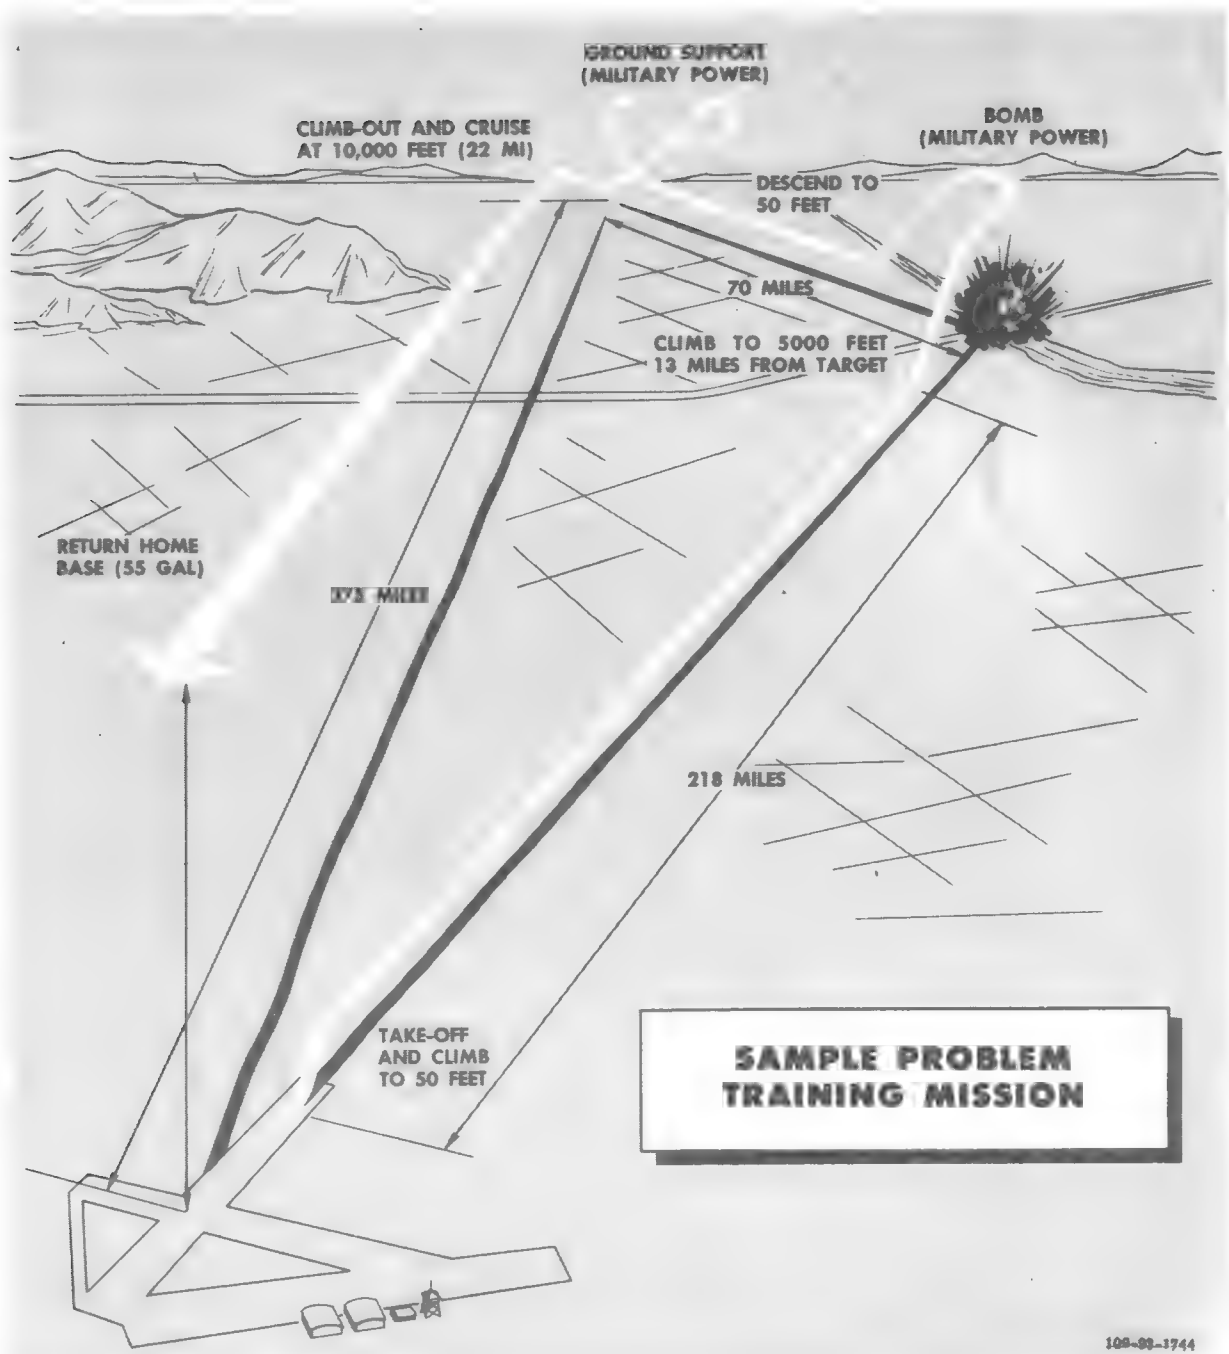 GROUND SUPPORT
(MILITARY POWER)
CLIMB-OUT AND CRUISE
AT 10,000 FEET (22 MI)
BOMB
(MILITARY POWER)
DESCEND TO
50 FEET
70 MILES
CLIMB TO 5000 FEET
13 MILES FROM TARGET
RETURN HOME
BASE (55 GAL)
MILES
218 MILES
TAKE-OFF
AND CLIMB
TO 50 FEET
SAMPLE PROBLEM
TRAINING MISSION